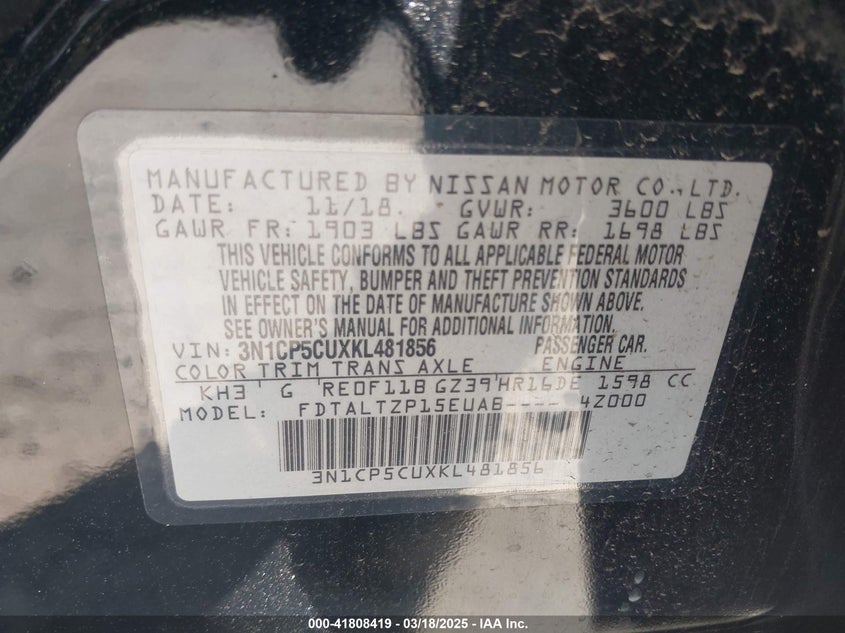 MANUFACTURED BY NISSAN MOTOR CO., LTD.
DATE: 11/18. GVWR: 3600 LBS
GAWR FR: 1903 LBS GAWR RR: 1698 LBS
THIS VEHICLE CONFORMS TO ALL APPLICABLE FEDERAL MOTOR
VEHICLE SAFETY, BUMPER AND THEFT PREVENTION STANDARDS
IN EFFECT ON THE DATE OF MANUFACTURE SHOWN ABOVE.
SEE OWNER'S MANUAL FOR ADDITIONAL INFORMATION.
VIN: 3N1CP5CUXKL481856 PASSENGER CAR.
COLOR TRIM TRANS AXLE ENGINE
KH3 G RE0F11B GZ39 HR16DE 1598 CC
MODEL: FDTALTZP15EUAB---- 4Z000
3N1CP5CUXKL481856
000-41808419 - 03/18/2025 - IAA Inc.